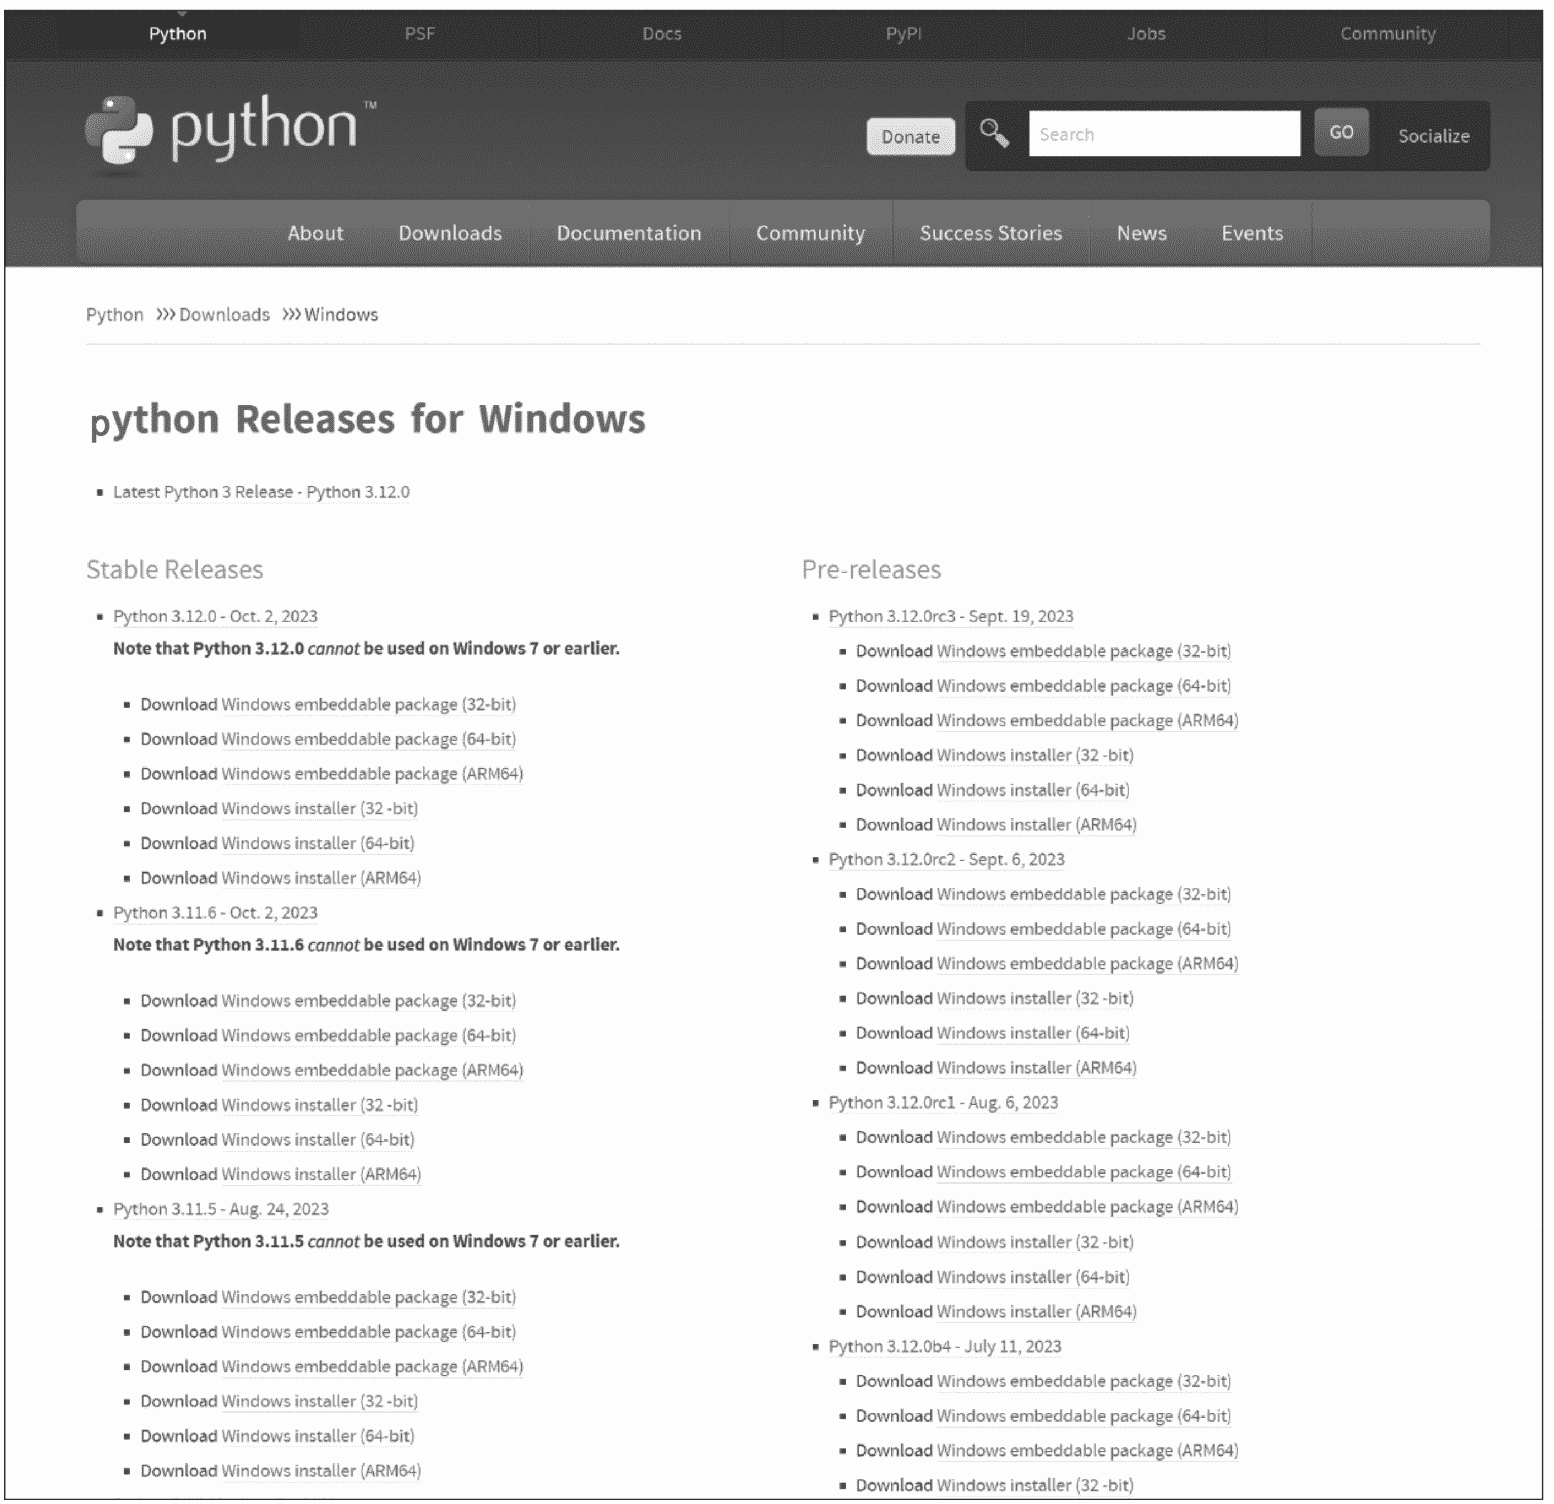 Python PSF Docs PyPI Jobs Community
python™
Donate Search GO Socialize
About Downloads Documentation Community Success Stories News Events
Python >>> Downloads >>> Windows
python Releases for Windows
Latest Python 3 Release - Python 3.12.0
Stable Releases
Python 3.12.0 - Oct. 2, 2023
Note that Python 3.12.0 cannot be used on Windows 7 or earlier.
Download Windows embeddable package (32-bit)
Download Windows embeddable package (64-bit)
Download Windows embeddable package (ARM64)
Download Windows installer (32 -bit)
Download Windows installer (64-bit)
Download Windows installer (ARM64)
Python 3.11.6 - Oct. 2, 2023
Note that Python 3.11.6 cannot be used on Windows 7 or earlier.
Download Windows embeddable package (32-bit)
Download Windows embeddable package (64-bit)
Download Windows embeddable package (ARM64)
Download Windows installer (32 -bit)
Download Windows installer (64-bit)
Download Windows installer (ARM64)
Python 3.11.5 - Aug. 24, 2023
Note that Python 3.11.5 cannot be used on Windows 7 or earlier.
Download Windows embeddable package (32-bit)
Download Windows embeddable package (64-bit)
Download Windows embeddable package (ARM64)
Download Windows installer (32 -bit)
Download Windows installer (64-bit)
Download Windows installer (ARM64)
Pre-releases
Python 3.12.0rc3 - Sept. 19, 2023
Download Windows embeddable package (32-bit)
Download Windows embeddable package (64-bit)
Download Windows embeddable package (ARM64)
Download Windows installer (32 -bit)
Download Windows installer (64-bit)
Download Windows installer (ARM64)
Python 3.12.0rc2 - Sept. 6, 2023
Download Windows embeddable package (32-bit)
Download Windows embeddable package (64-bit)
Download Windows embeddable package (ARM64)
Download Windows installer (32 -bit)
Download Windows installer (64-bit)
Download Windows installer (ARM64)
Python 3.12.0rc1 - Aug. 6, 2023
Download Windows embeddable package (32-bit)
Download Windows embeddable package (64-bit)
Download Windows embeddable package (ARM64)
Download Windows installer (32 -bit)
Download Windows installer (64-bit)
Download Windows installer (ARM64)
Python 3.12.0b4 - July 11, 2023
Download Windows embeddable package (32-bit)
Download Windows embeddable package (64-bit)
Download Windows embeddable package (ARM64)
Download Windows installer (32 -bit)